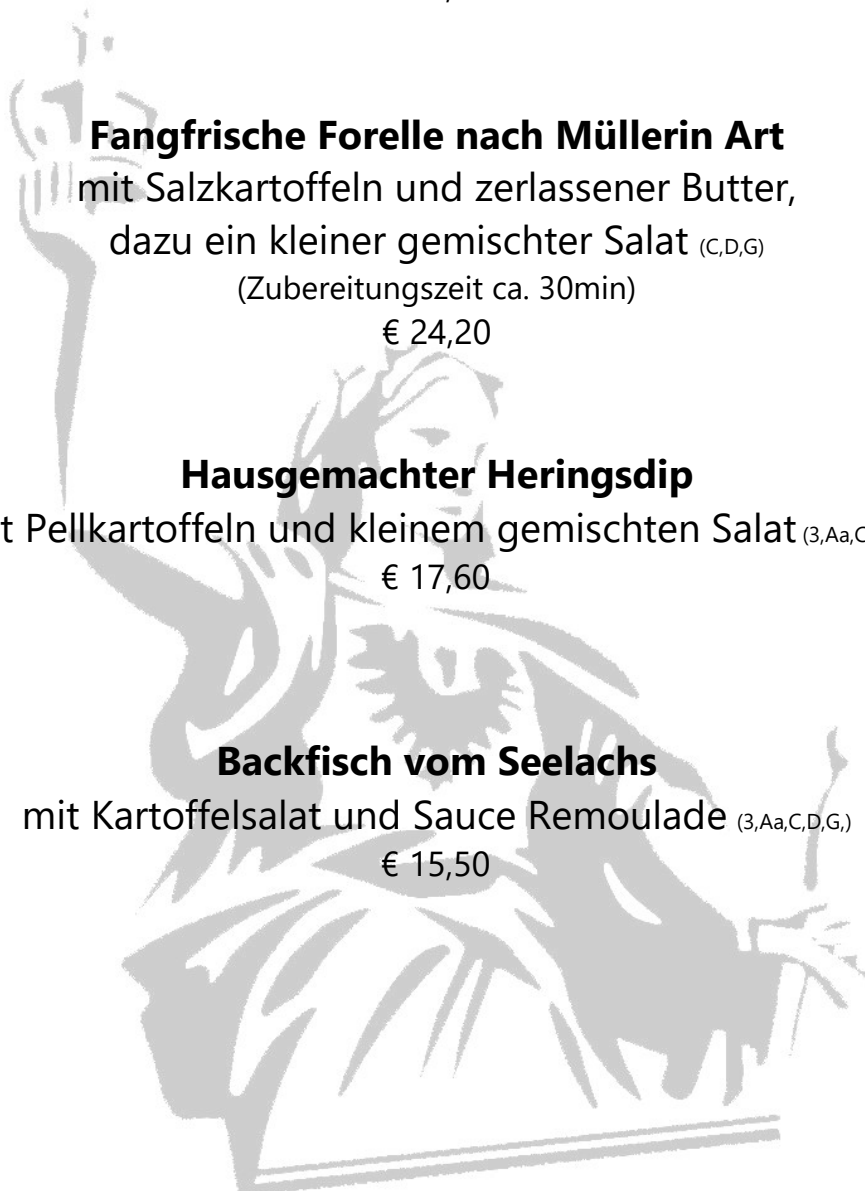 Fangfrische Forelle nach Müllerin Art
mit Salzkartoffeln und zerlassener Butter,
dazu ein kleiner gemischter Salat (C,D,G)
(Zubereitungszeit ca. 30min)
€ 24,20
Hausgemachter Heringsdip
t Pellkartoffeln und kleinem gemischten Salat (3,Aa,C
€ 17,60
Backfisch vom Seelachs
mit Kartoffelsalat und Sauce Remoulade (3,Aa,C,D,G,)
€ 15,50